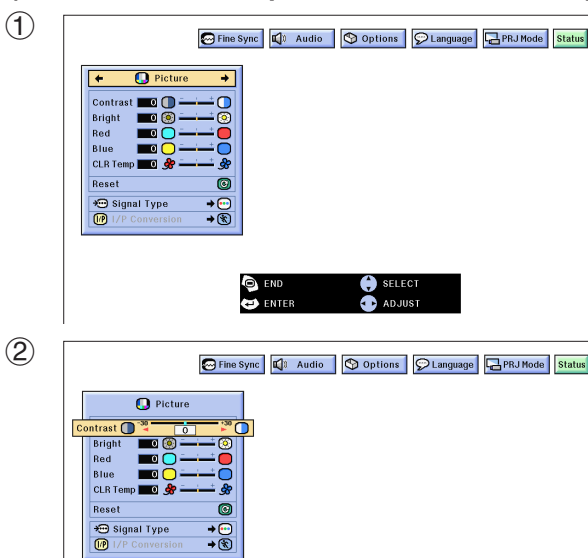 ①
Fine Sync Audio Options Language PRJ Mode Status
Picture
Contrast 0 - +
Bright 0 - +
Red 0 - +
Blue 0 - +
CLR Temp 0 - +
Reset
Signal Type
I/P I/P Conversion
END SELECT
ENTER ADJUST
②
Fine Sync Audio Options Language PRJ Mode Status
Picture
Contrast -30 0 +30
Bright 0 - +
Red 0 - +
Blue 0 - +
CLR Temp 0 - +
Reset
Signal Type
I/P I/P Conversion